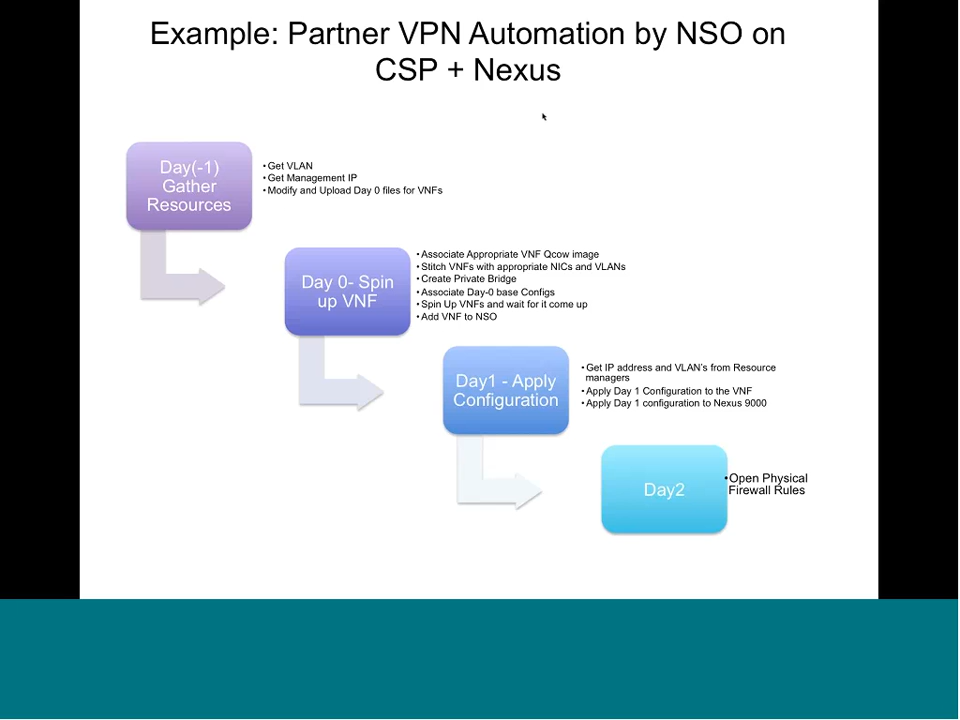 Example: Partner VPN Automation by NSO on
CSP + Nexus
Day(-1)
Gather
Resources
•Get VLAN
•Get Management IP
•Modify and Upload Day 0 files for VNFs
Day 0- Spin
up VNF
•Associate Appropriate VNF Qcow image
•Stitch VNFs with appropriate NICs and VLANs
•Create Private Bridge
•Associate Day-0 base Configs
•Spin Up VNFs and wait for it come up
•Add VNF to NSO
Day1 - Apply
Configuration
•Get IP address and VLAN's from Resource
managers
•Apply Day 1 Configuration to the VNF
•Apply Day 1 configuration to Nexus 9000
Day2
•Open Physical
Firewall Rules